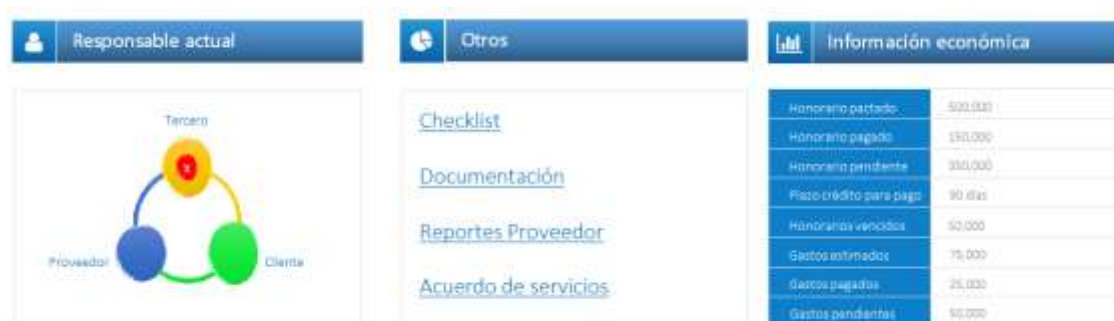 Responsable actual
Tercero
x
Proveedor
Cliente
Otros
Checklist
Documentación
Reportes Proveedor
Acuerdo de servicios
Información económica
Honorario pactado 500,000
Honorario pagado 150,000
Honorario pendiente 350,000
Plazo crédito para pago 90 días
Honorarios vencidos 50,000
Gastos estimados 75,000
Gastos pagados 25,000
Gastos pendientes 50,000